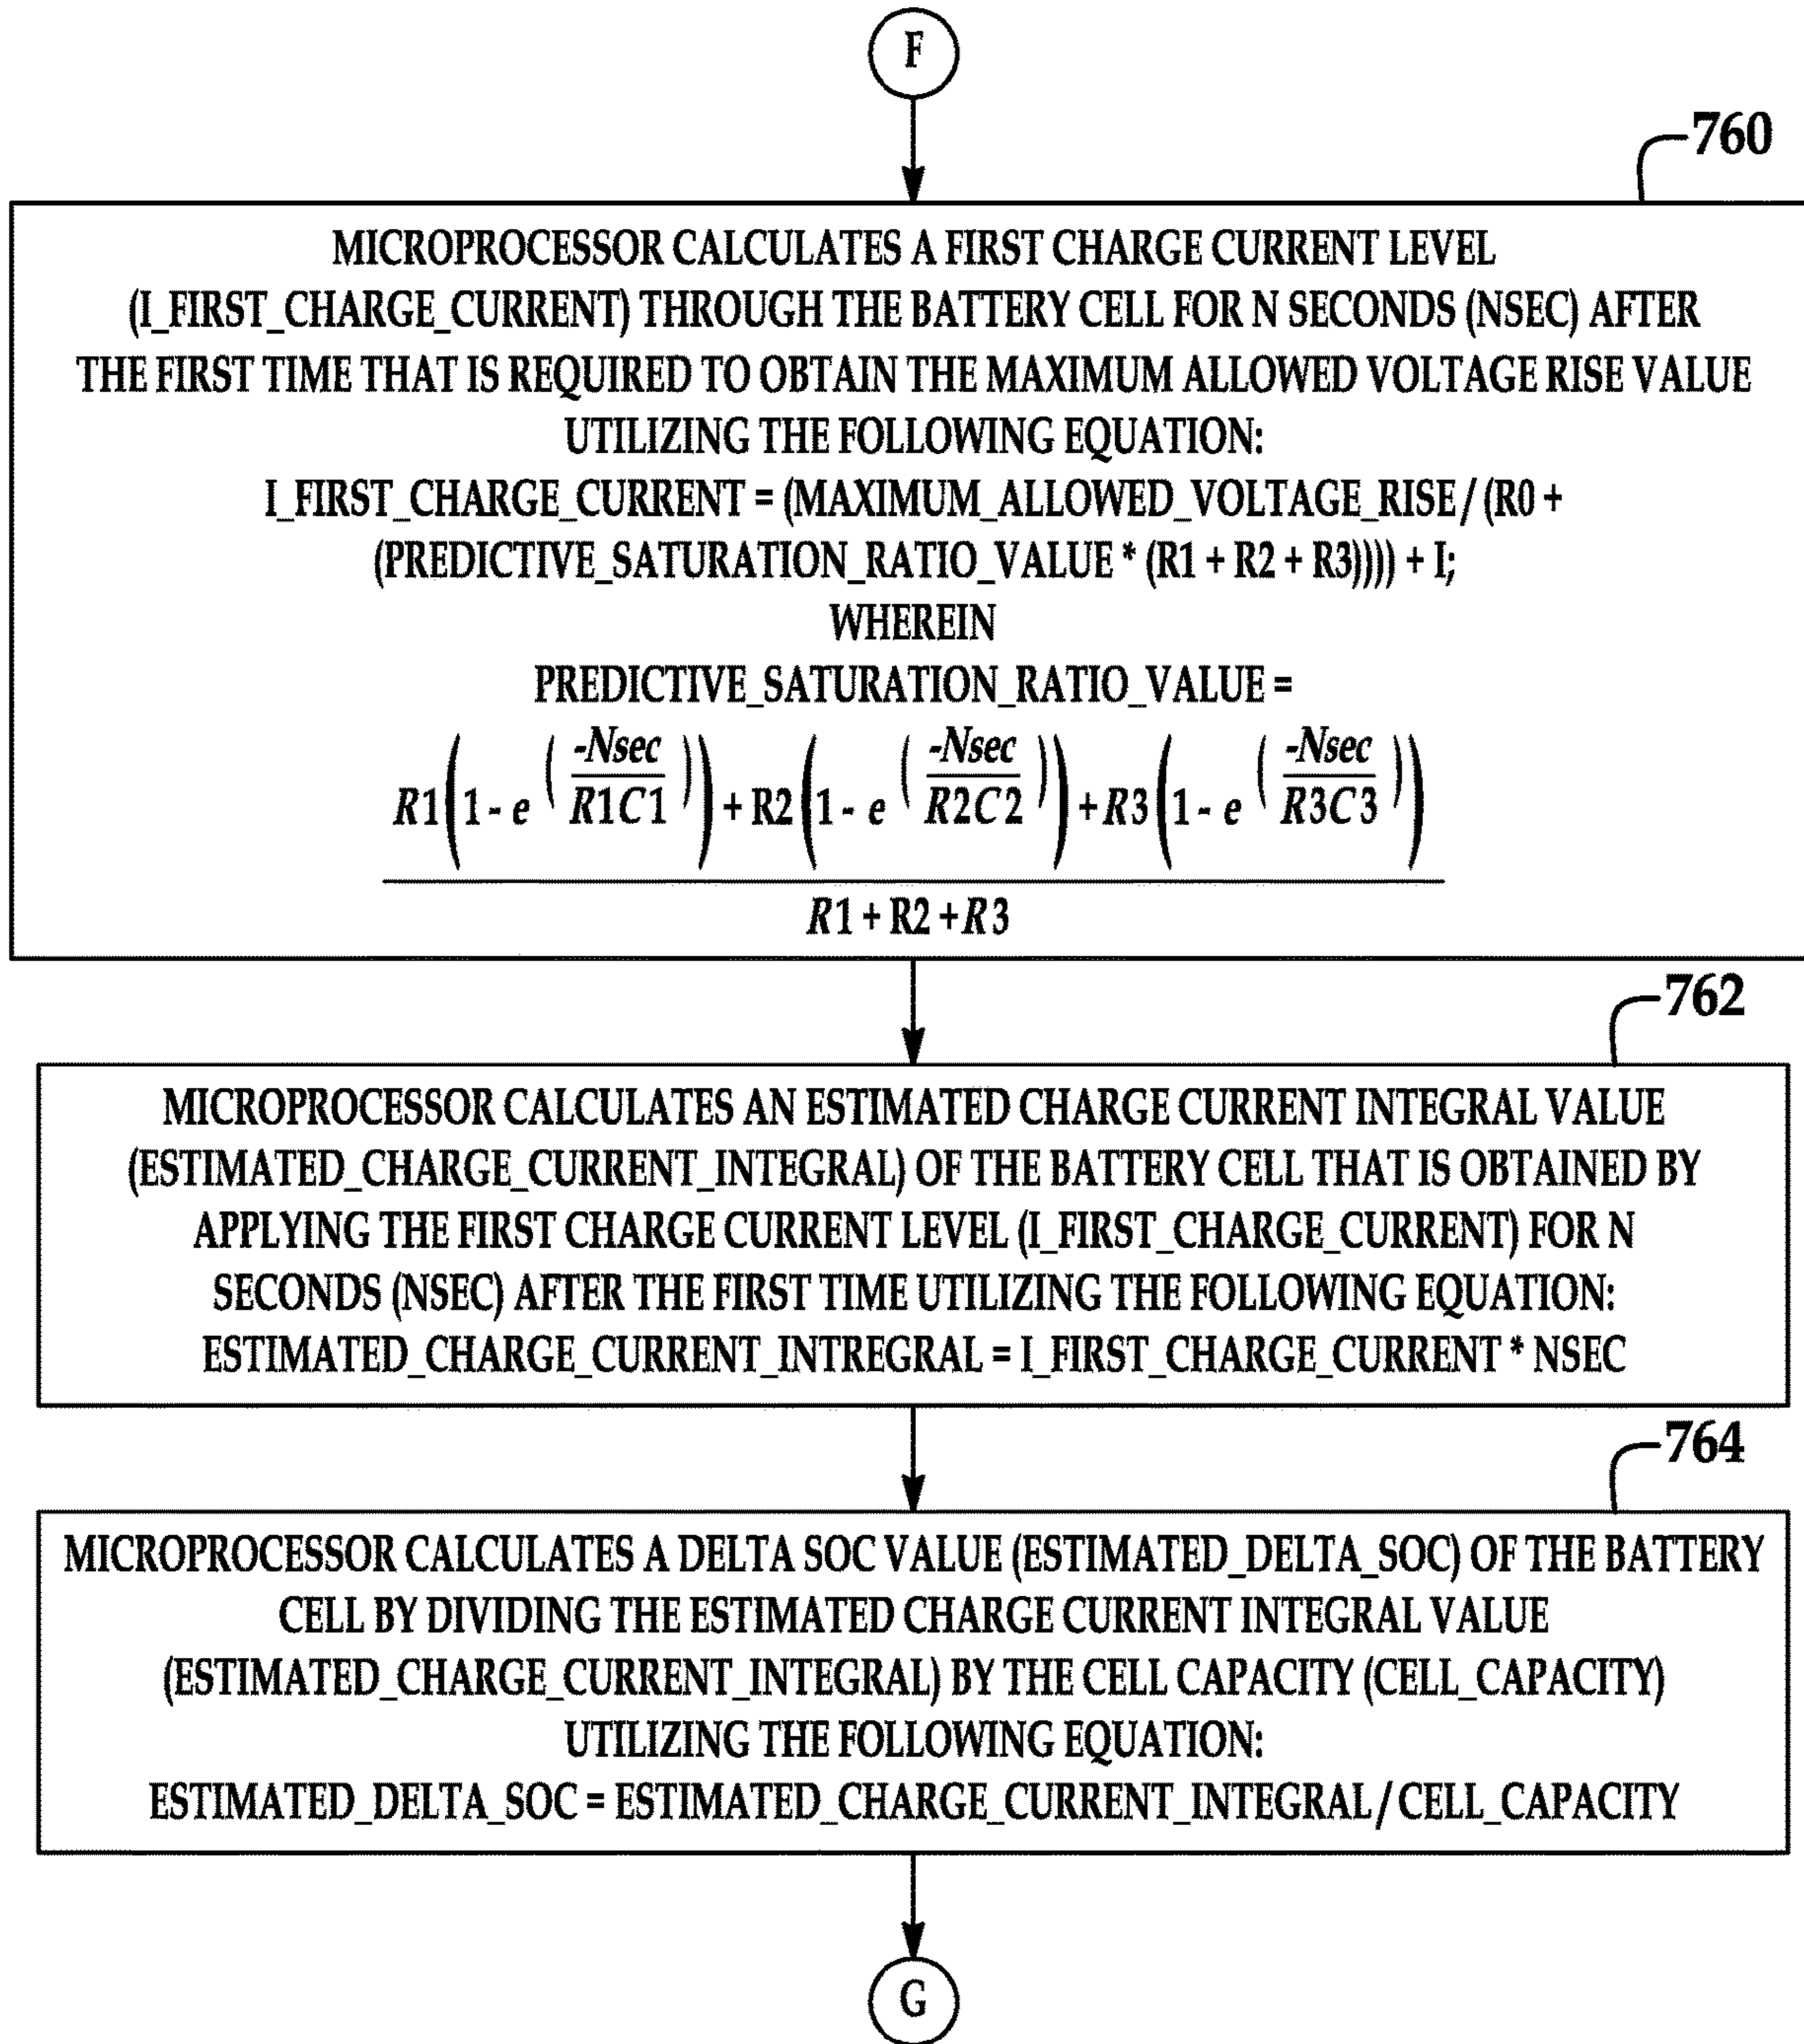 F
760
MICROPROCESSOR CALCULATES A FIRST CHARGE CURRENT LEVEL
(I_FIRST_CHARGE_CURRENT) THROUGH THE BATTERY CELL FOR N SECONDS (NSEC) AFTER
THE FIRST TIME THAT IS REQUIRED TO OBTAIN THE MAXIMUM ALLOWED VOLTAGE RISE VALUE
UTILIZING THE FOLLOWING EQUATION:
I_FIRST_CHARGE_CURRENT = (MAXIMUM_ALLOWED_VOLTAGE_RISE/(R0 +
(PREDICTIVE_SATURATION_RATIO_VALUE * (R1 + R2 + R3)))) + I;
WHEREIN
PREDICTIVE_SATURATION_RATIO_VALUE =
R1(1 - e^(-Nsec/R1C1)) + R2(1 - e^(-Nsec/R2C2)) + R3(1 - e^(-Nsec/R3C3))
R1 + R2 + R3
762
MICROPROCESSOR CALCULATES AN ESTIMATED CHARGE CURRENT INTEGRAL VALUE
(ESTIMATED_CHARGE_CURRENT_INTEGRAL) OF THE BATTERY CELL THAT IS OBTAINED BY
APPLYING THE FIRST CHARGE CURRENT LEVEL (I_FIRST_CHARGE_CURRENT) FOR N
SECONDS (NSEC) AFTER THE FIRST TIME UTILIZING THE FOLLOWING EQUATION:
ESTIMATED_CHARGE_CURRENT_INTREGRAL = I_FIRST_CHARGE_CURRENT * NSEC
764
MICROPROCESSOR CALCULATES A DELTA SOC VALUE (ESTIMATED_DELTA_SOC) OF THE BATTERY
CELL BY DIVIDING THE ESTIMATED CHARGE CURRENT INTEGRAL VALUE
(ESTIMATED_CHARGE_CURRENT_INTEGRAL) BY THE CELL CAPACITY (CELL_CAPACITY)
UTILIZING THE FOLLOWING EQUATION:
ESTIMATED_DELTA_SOC = ESTIMATED_CHARGE_CURRENT_INTEGRAL/CELL_CAPACITY
G